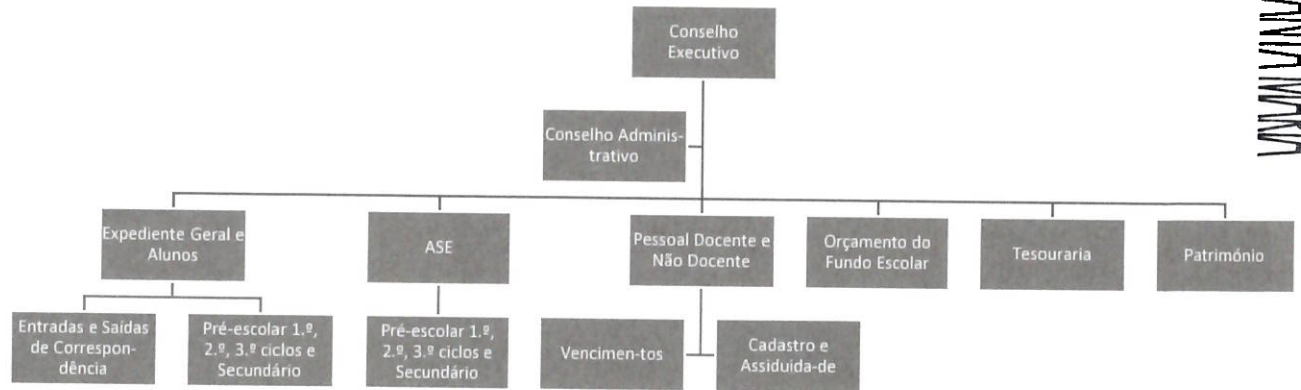 Conselho
Executivo
Conselho Adminis-
trativo
Expediente Geral e
Alunos
ASE
Pessoal Docente e
Não Docente
Orçamento do
Fundo Escolar
Tesouraria
Património
Entradas e Saídas
de Correspon-
dência
Pré-escolar 1.º,
2.º, 3.º ciclos e
Secundário
Pré-escolar 1.º,
2.º, 3.º ciclos e
Secundário
Vencimen-tos
Cadastro e
Assiduida-de